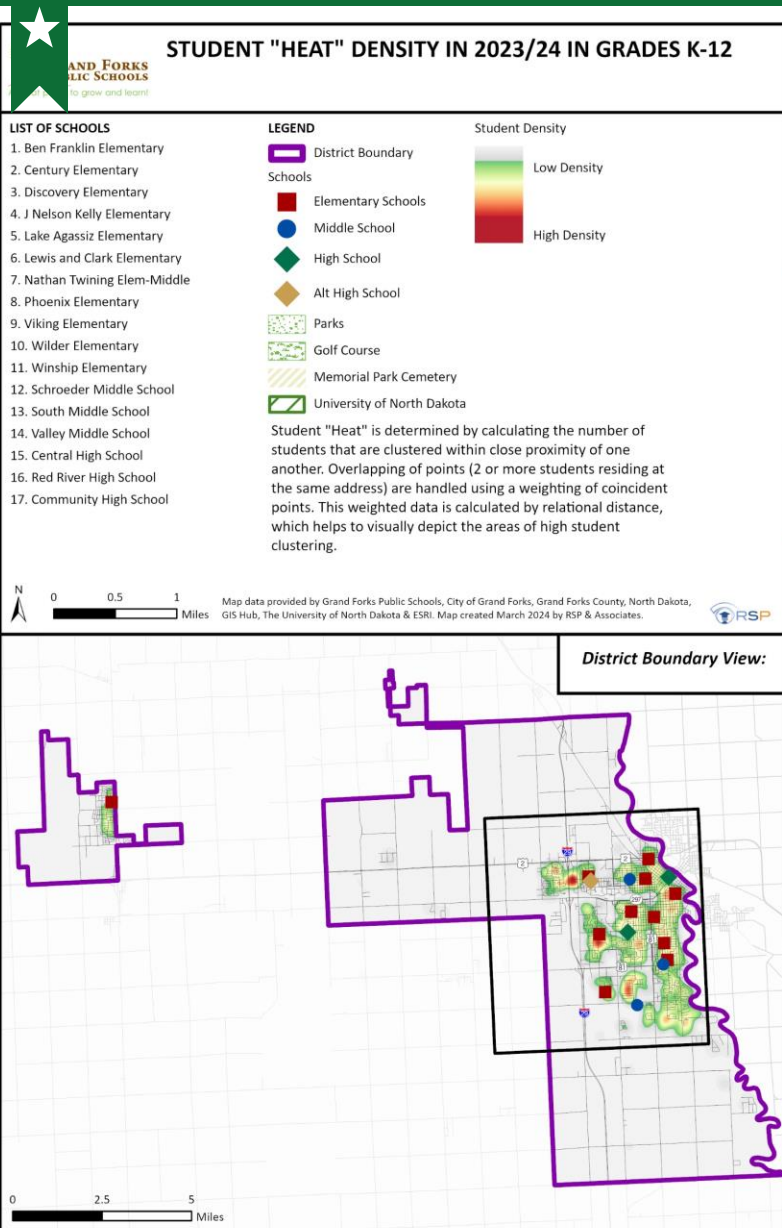 STUDENT "HEAT" DENSITY IN 2023/24 IN GRADES K-12
AND FORKS
LIC SCHOOLS
to grow and learn!
LIST OF SCHOOLS
1. Ben Franklin Elementary
2. Century Elementary
3. Discovery Elementary
4. J Nelson Kelly Elementary
5. Lake Agassiz Elementary
6. Lewis and Clark Elementary
7. Nathan Twining Elem-Middle
8. Phoenix Elementary
9. Viking Elementary
10. Wilder Elementary
11. Winship Elementary
12. Schroeder Middle School
13. South Middle School
14. Valley Middle School
15. Central High School
16. Red River High School
17. Community High School
LEGEND
District Boundary
Schools
Elementary Schools
Middle School
High School
Alt High School
Parks
Golf Course
Memorial Park Cemetery
University of North Dakota
Student Density
Low Density
High Density
Student "Heat" is determined by calculating the number of
students that are clustered within close proximity of one
another. Overlapping of points (2 or more students residing at
the same address) are handled using a weighting of coincident
points. This weighted data is calculated by relational distance,
which helps to visually depict the areas of high student
clustering.
N
0 0.5 1
Miles
Map data provided by Grand Forks Public Schools, City of Grand Forks, Grand Forks County, North Dakota,
GIS Hub, The University of North Dakota & ESRI. Map created March 2024 by RSP & Associates.
RSP
District Boundary View:
2
2
297
81
0 2.5 5
Miles